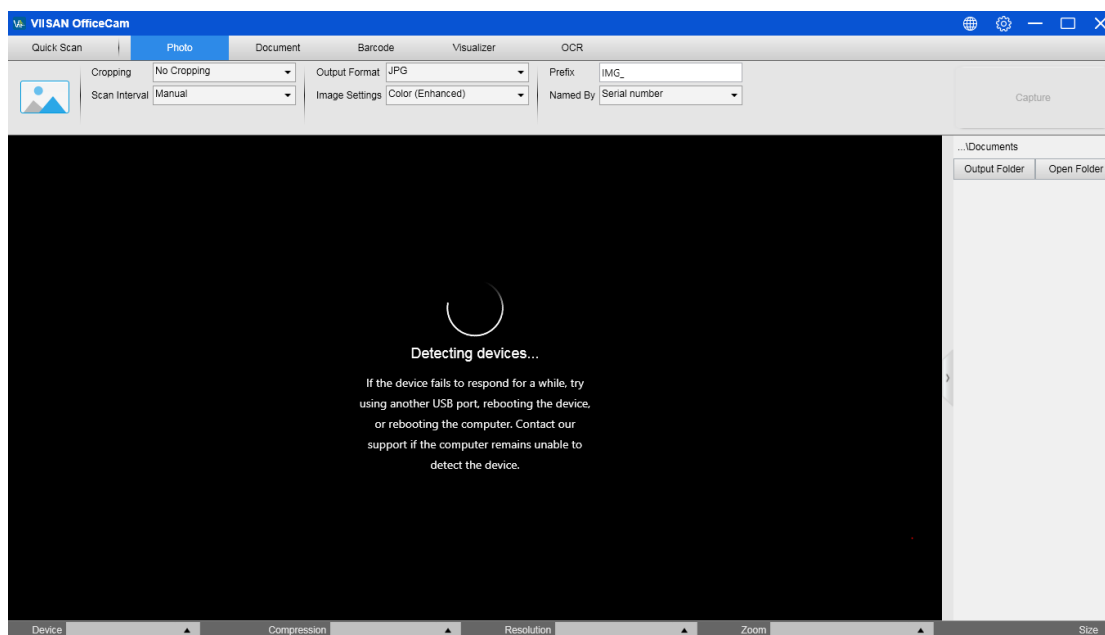 VIISAN OfficeCam
Quick Scan Photo Document Barcode Visualizer OCR
Cropping No Cropping Output Format JPG Prefix IMG_
Scan Interval Manual Image Settings Color (Enhanced) Named By Serial number
Capture
...\Documents
Output Folder Open Folder
Detecting devices...
If the device fails to respond for a while, try
using another USB port, rebooting the device,
or rebooting the computer. Contact our
support if the computer remains unable to
detect the device.
Device Compression Resolution Zoom Size